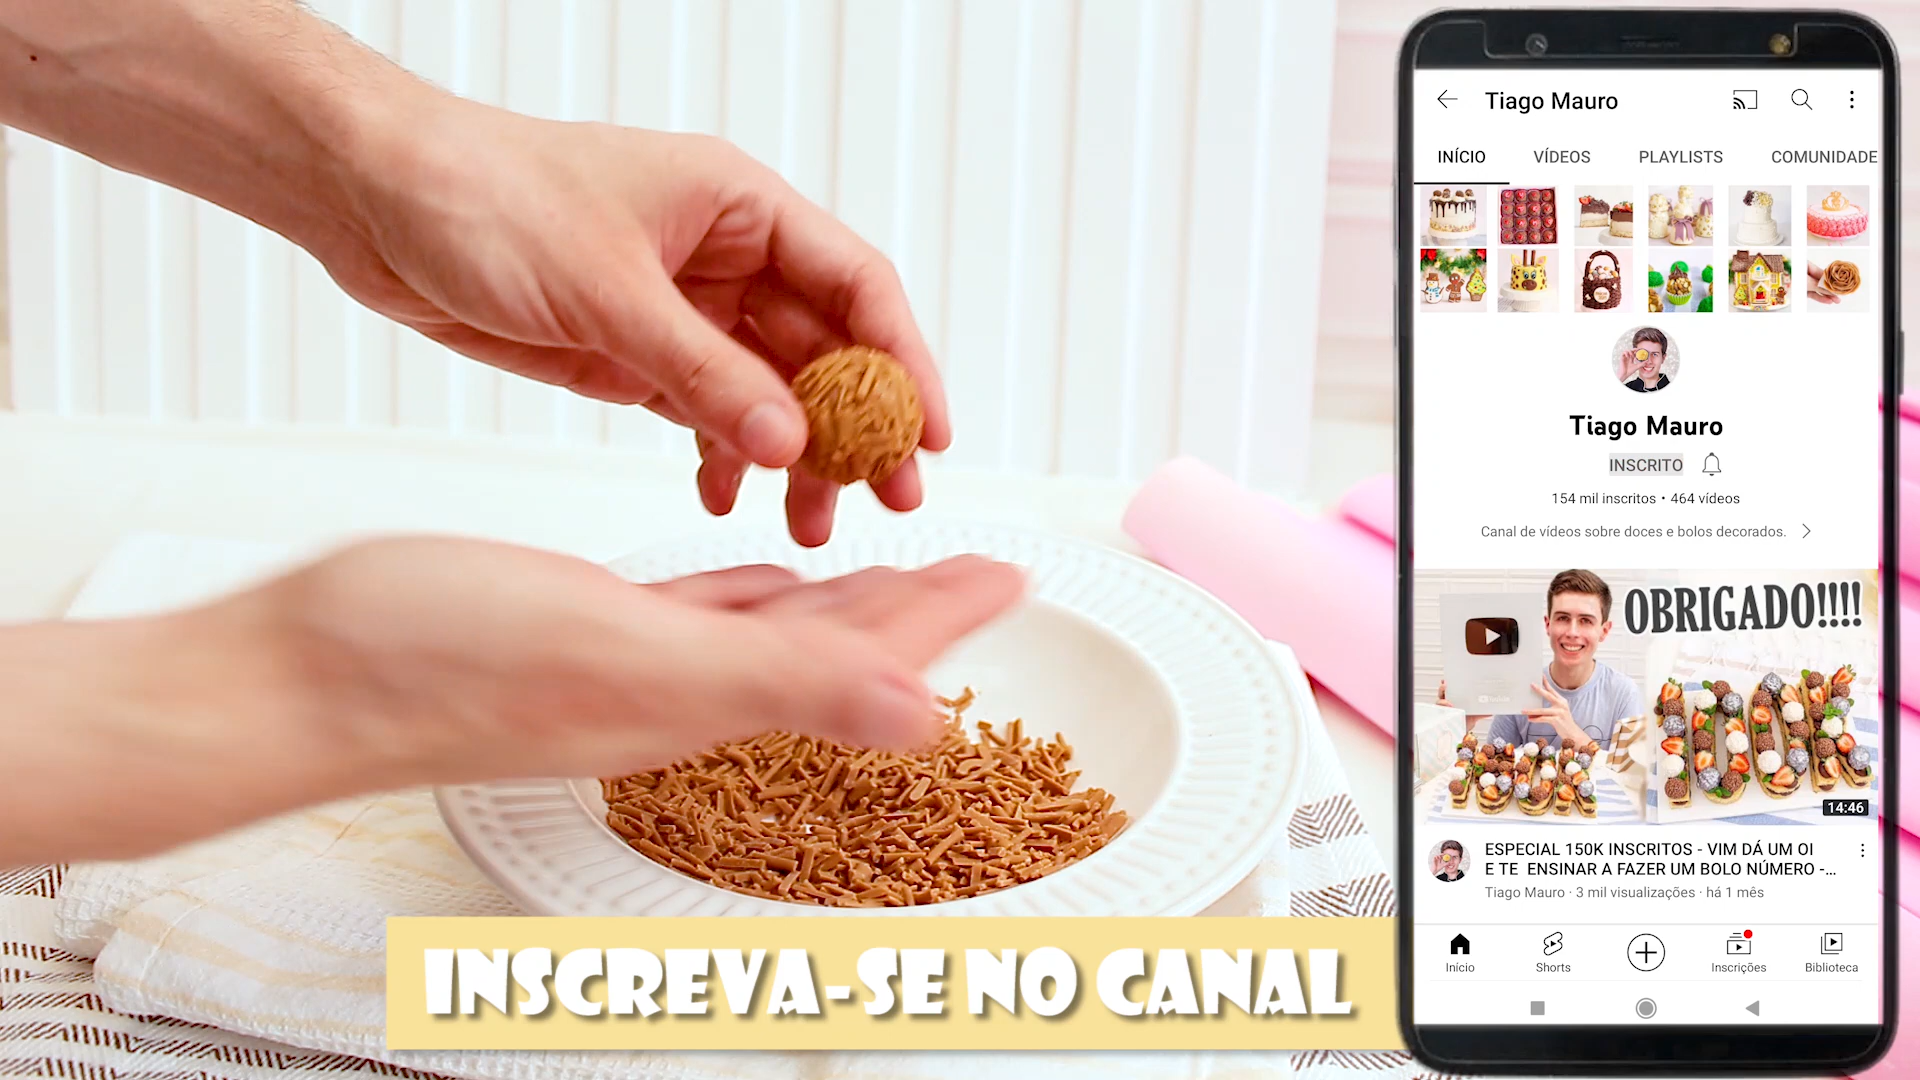 Tiago Mauro
INÍCIO VÍDEOS PLAYLISTS COMUNIDADE
Tiago Mauro
INSCRITO
154 mil inscritos • 464 vídeos
Canal de vídeos sobre doces e bolos decorados.
OBRIGADO!!!!
14:46
ESPECIAL 150K INSCRITOS - VIM DÁ UM OI
E TE ENSINAR A FAZER UM BOLO NÚMERO -...
Tiago Mauro · 3 mil visualizações · há 1 mês
Início Shorts Inscrições Biblioteca
INSCREVA-SE NO CANAL